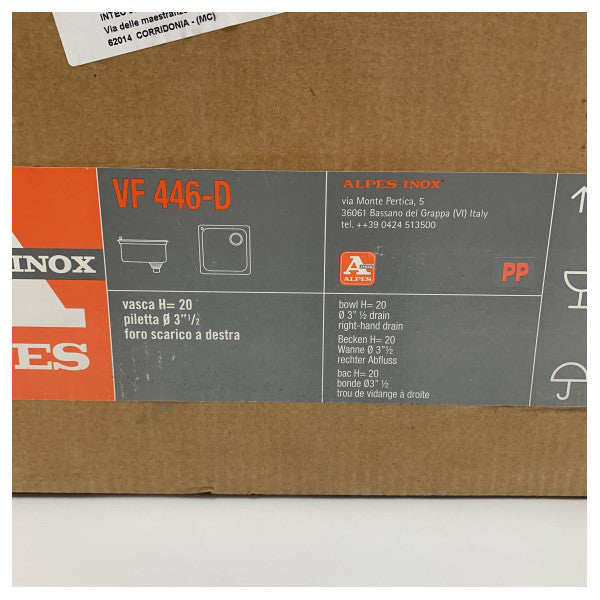 INTEC
Via delle maestranze
62014 CORRIDONIA - (MC)
INOX
ES
VF 446-D
vasca H= 20
piletta Ø 3"1/2
foro scarico a destra
ALPES INOX
via Monte Pertica, 5
36061 Bassano del Grappa (VI) Italy
tel. ++39 0424 513500
A
INOX
ALPES
PP
bowl H= 20
Ø 3" ½ drain
right-hand drain
Becken H= 20
Wanne Ø 3"½
rechter Abfluss
bac H= 20
bonde Ø3" ½
trou de vidange à droite